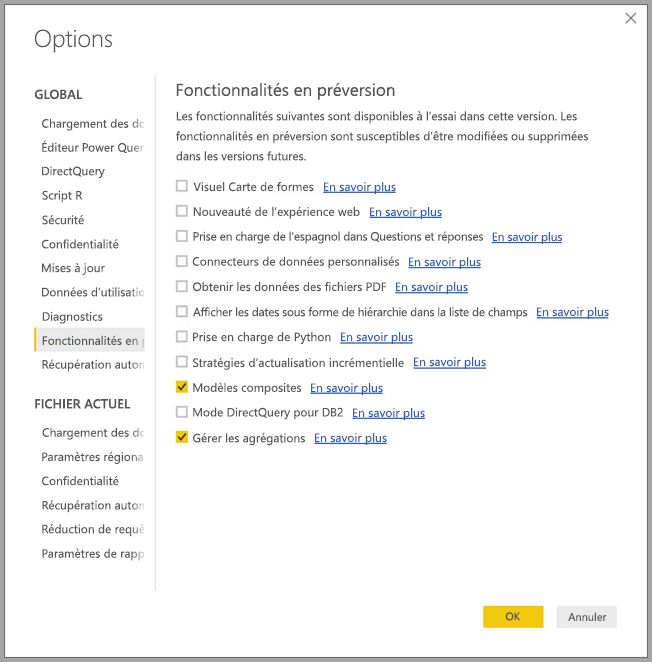 Options
GLOBAL
Chargement des do
Éditeur Power Quer
DirectQuery
Script R
Sécurité
Confidentialité
Mises à jour
Données d'utilisatio
Diagnostics
Fonctionnalités en p
Récupération autom
FICHIER ACTUEL
Chargement des do
Paramètres régiona
Confidentialité
Récupération autom
Réduction de requê
Paramètres de rapp
Fonctionnalités en préversion
Les fonctionnalités suivantes sont disponibles à l'essai dans cette version. Les
fonctionnalités en préversion sont susceptibles d'être modifiées ou supprimées
dans les versions futures.
Visuel Carte de formes En savoir plus
Nouveauté de l'expérience web En savoir plus
Prise en charge de l'espagnol dans Questions et réponses En savoir plus
Connecteurs de données personnalisés En savoir plus
Obtenir les données des fichiers PDF En savoir plus
Afficher les dates sous forme de hiérarchie dans la liste de champs En savoir plus
Prise en charge de Python En savoir plus
Stratégies d'actualisation incrémentielle En savoir plus
Modèles composites En savoir plus
Mode DirectQuery pour DB2 En savoir plus
Gérer les agrégations En savoir plus
OK Annuler